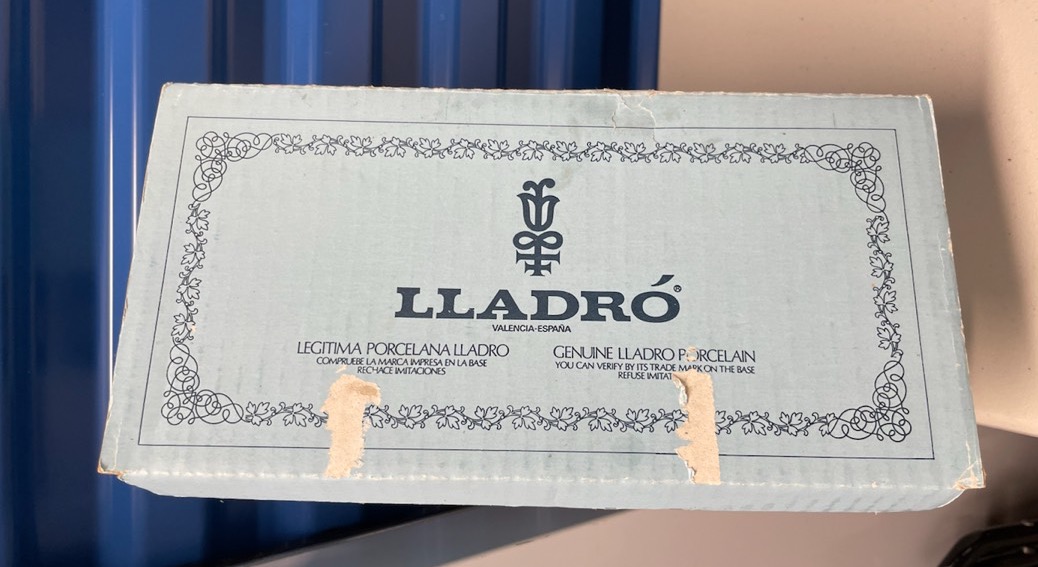 LLADRÓ®
VALENCIA-ESPAÑA
LEGITIMA PORCELANA LLADRO
COMPRUEBE LA MARCA IMPRESA EN LA BASE
RECHACE IMITACIONES
GENUINE LLADRO PORCELAIN
YOU CAN VERIFY BY ITS TRADE MARK ON THE BASE
REFUSE